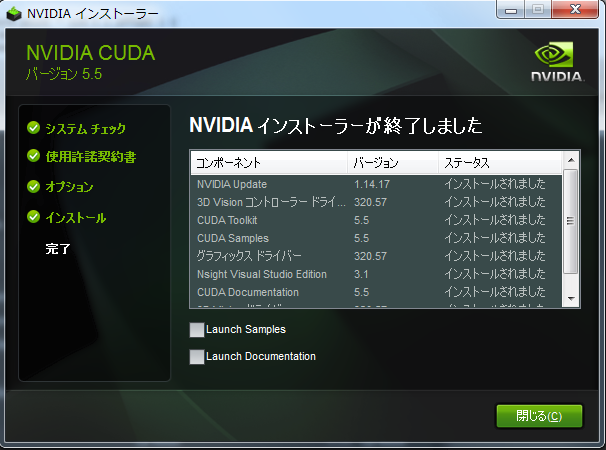 NVIDIA インストーラー
NVIDIA CUDA
バージョン 5.5
NVIDIA
システム チェック
使用許諾契約書
オプション
インストール
完了
NVIDIA インストーラーが終了しました
コンポーネント バージョン ステータス
NVIDIA Update 1.14.17 インストールされました
3D Vision コントローラー ドライ... 320.57 インストールされました
CUDA Toolkit 5.5 インストールされました
CUDA Samples 5.5 インストールされました
グラフィックス ドライバー 320.57 インストールされました
Nsight Visual Studio Edition 3.1 インストールされました
CUDA Documentation 5.5 インストールされました
Launch Samples
Launch Documentation
閉じる(C)